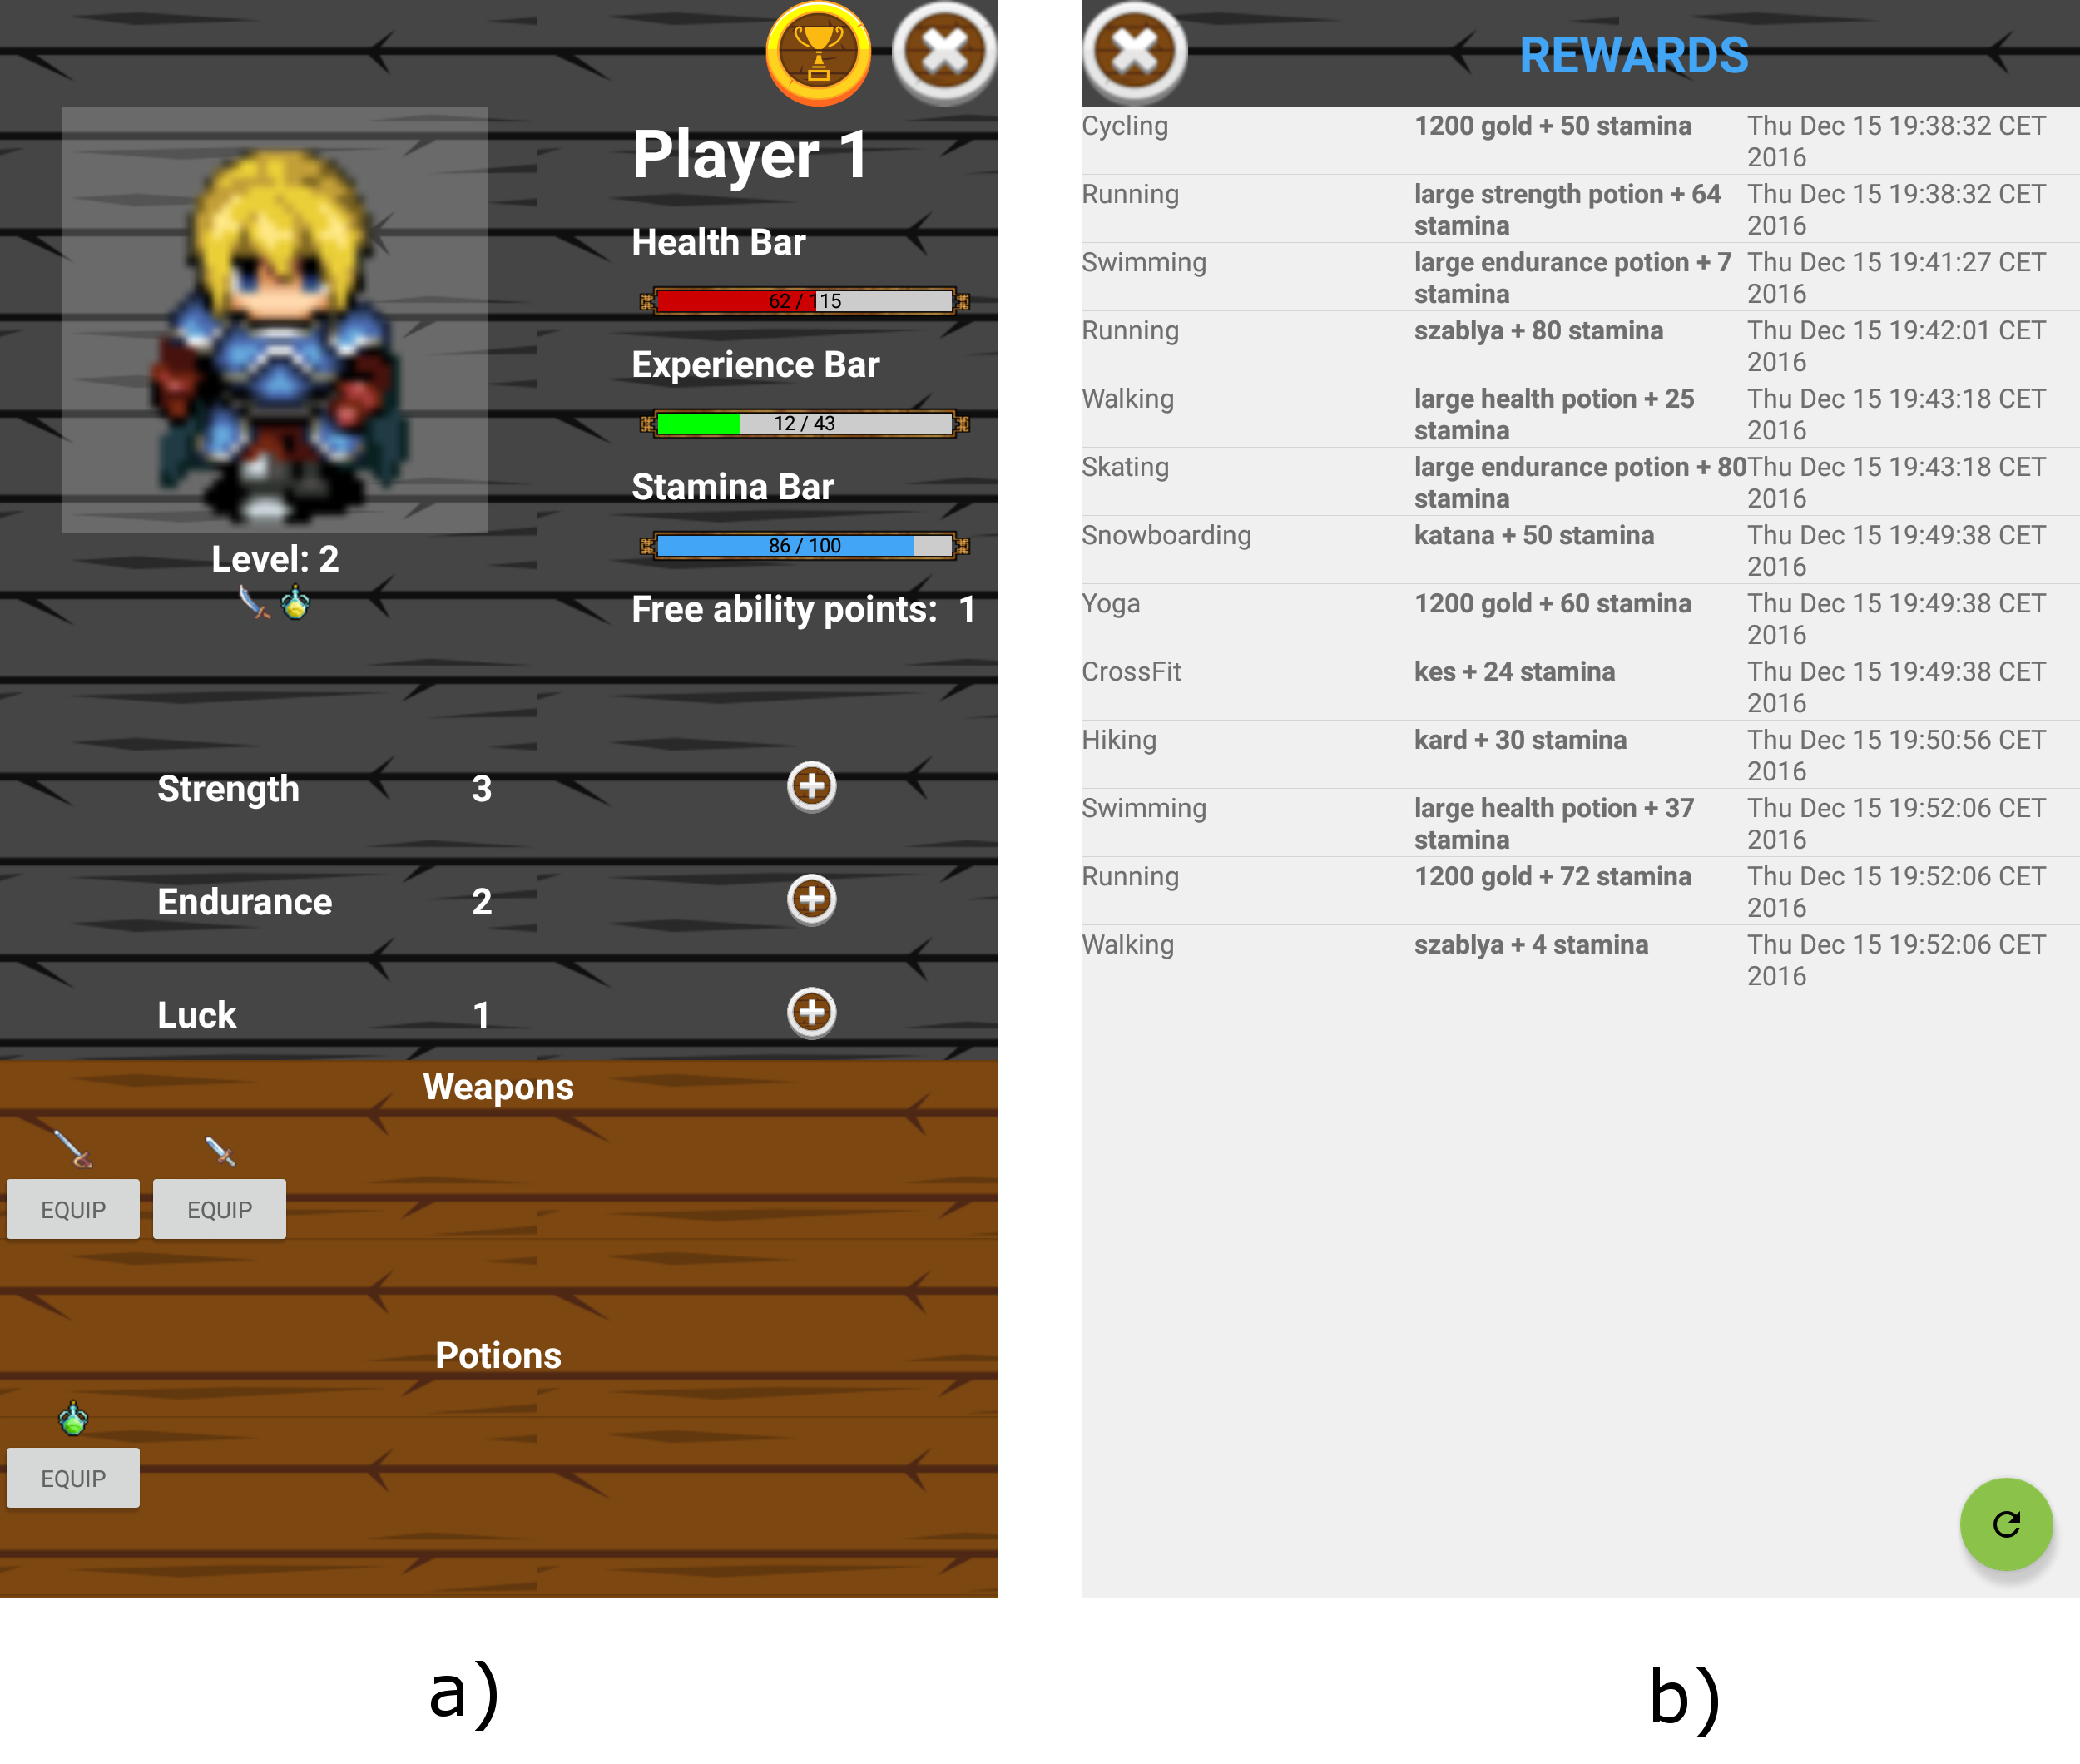 Player 1
Health Bar
62 / 115
Experience Bar
12 / 43
Stamina Bar
86 / 100
Level: 2
Free ability points: 1
Strength 3
Endurance 2
Luck 1
Weapons
EQUIP EQUIP
Potions
EQUIP
a)
REWARDS
Cycling 1200 gold + 50 stamina Thu Dec 15 19:38:32 CET
2016
Running large strength potion + 64 Thu Dec 15 19:38:32 CET
stamina 2016
Swimming large endurance potion + 7 Thu Dec 15 19:41:27 CET
stamina 2016
Running szablya + 80 stamina Thu Dec 15 19:42:01 CET
2016
Walking large health potion + 25 Thu Dec 15 19:43:18 CET
stamina 2016
Skating large endurance potion + 80 Thu Dec 15 19:43:18 CET
stamina 2016
Snowboarding katana + 50 stamina Thu Dec 15 19:49:38 CET
2016
Yoga 1200 gold + 60 stamina Thu Dec 15 19:49:38 CET
2016
CrossFit kes + 24 stamina Thu Dec 15 19:49:38 CET
2016
Hiking kard + 30 stamina Thu Dec 15 19:50:56 CET
2016
Swimming large health potion + 37 Thu Dec 15 19:52:06 CET
stamina 2016
Running 1200 gold + 72 stamina Thu Dec 15 19:52:06 CET
2016
Walking szablya + 4 stamina Thu Dec 15 19:52:06 CET
2016
b)